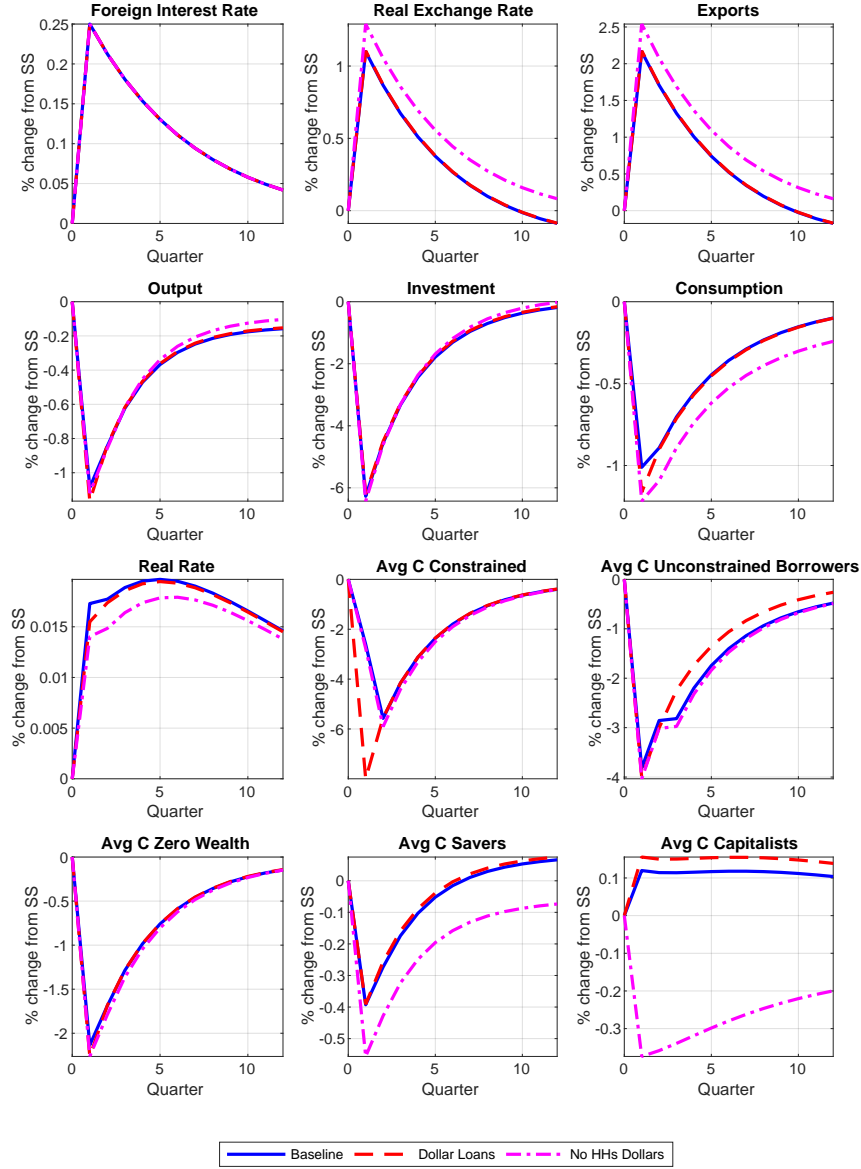 Foreign Interest Rate
Real Exchange Rate
Exports
% change from SS
0.25
0.2
0.15
0.1
0.05
0
0 5 10
Quarter
% change from SS
1
0.5
0
0 5 10
Quarter
% change from SS
2.5
2
1.5
1
0.5
0
0 5 10
Quarter
Output
Investment
Consumption
% change from SS
0
-0.2
-0.4
-0.6
-0.8
-1
0 5 10
Quarter
% change from SS
0
-2
-4
-6
0 5 10
Quarter
% change from SS
0
-0.5
-1
0 5 10
Quarter
Real Rate
Avg C Constrained
Avg C Unconstrained Borrowers
% change from SS
0.015
0.01
0.005
0
0 5 10
Quarter
% change from SS
0
-2
-4
-6
0 5 10
Quarter
% change from SS
0
-1
-2
-3
-4
0 5 10
Quarter
Avg C Zero Wealth
Avg C Savers
Avg C Capitalists
% change from SS
0
-0.5
-1
-1.5
-2
0 5 10
Quarter
% change from SS
0
-0.1
-0.2
-0.3
-0.4
-0.5
0 5 10
Quarter
% change from SS
0.1
0
-0.1
-0.2
-0.3
0 5 10
Quarter
Baseline Dollar Loans No HHs Dollars